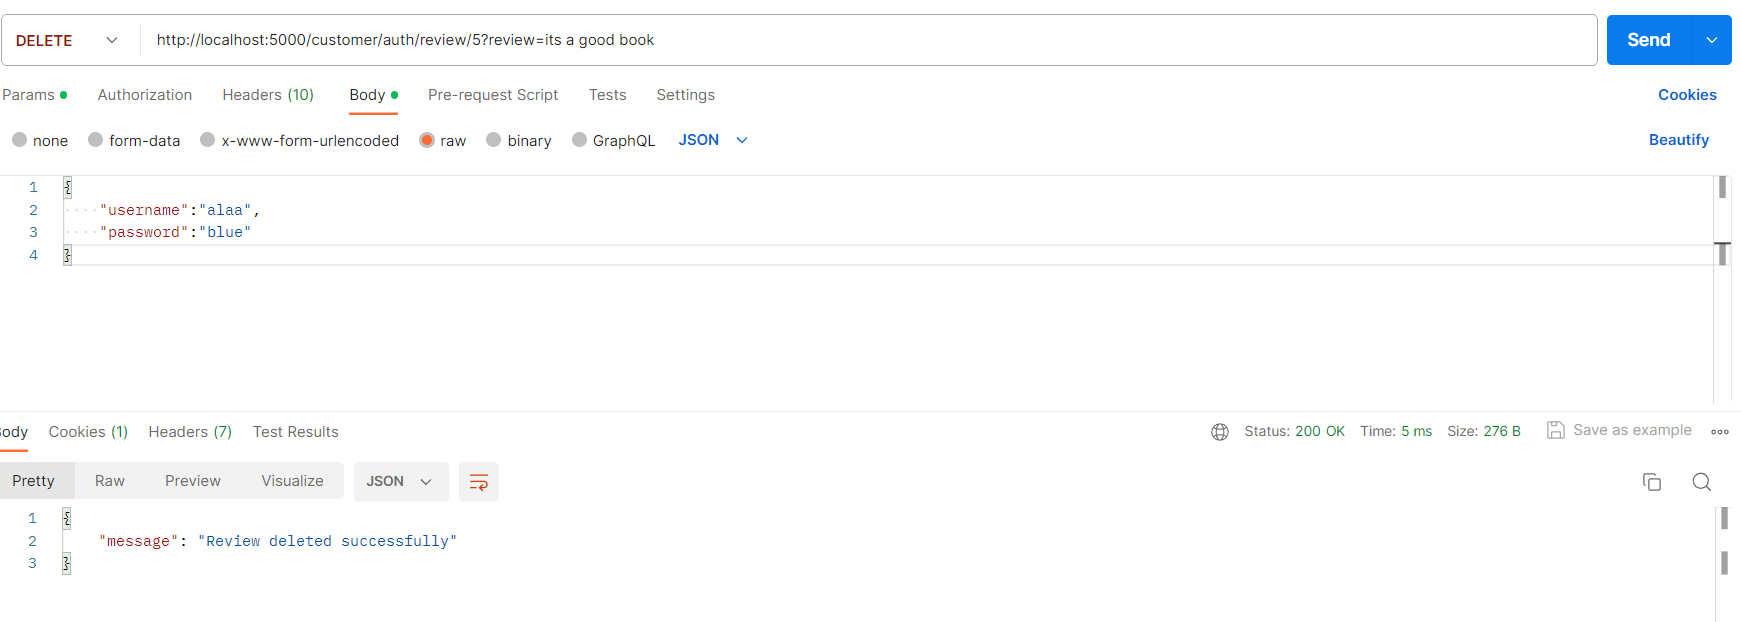 DELETE http://localhost:5000/customer/auth/review/5?review=its a good book Send
Params Authorization Headers (10) Body Pre-request Script Tests Settings Cookies
none form-data x-www-form-urlencoded raw binary GraphQL JSON Beautify
1 {
2 "username":"alaa",
3 "password":"blue"
4 }
Body Cookies (1) Headers (7) Test Results Status: 200 OK Time: 5 ms Size: 276 B Save as example
Pretty Raw Preview Visualize JSON
1 {
2 "message": "Review deleted successfully"
3 }